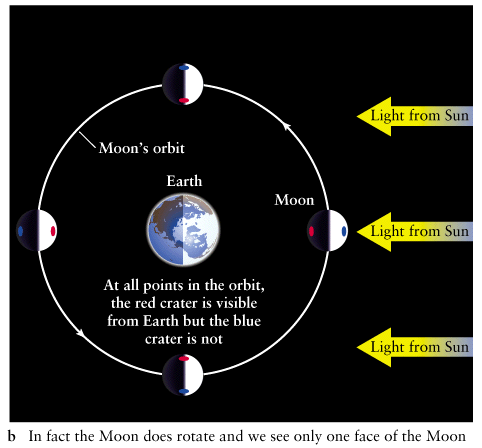 Light from Sun
Moon's orbit
Earth
Moon
Light from Sun
At all points in the orbit,
the red crater is visible
from Earth but the blue
crater is not
Light from Sun
b In fact the Moon does rotate and we see only one face of the Moon